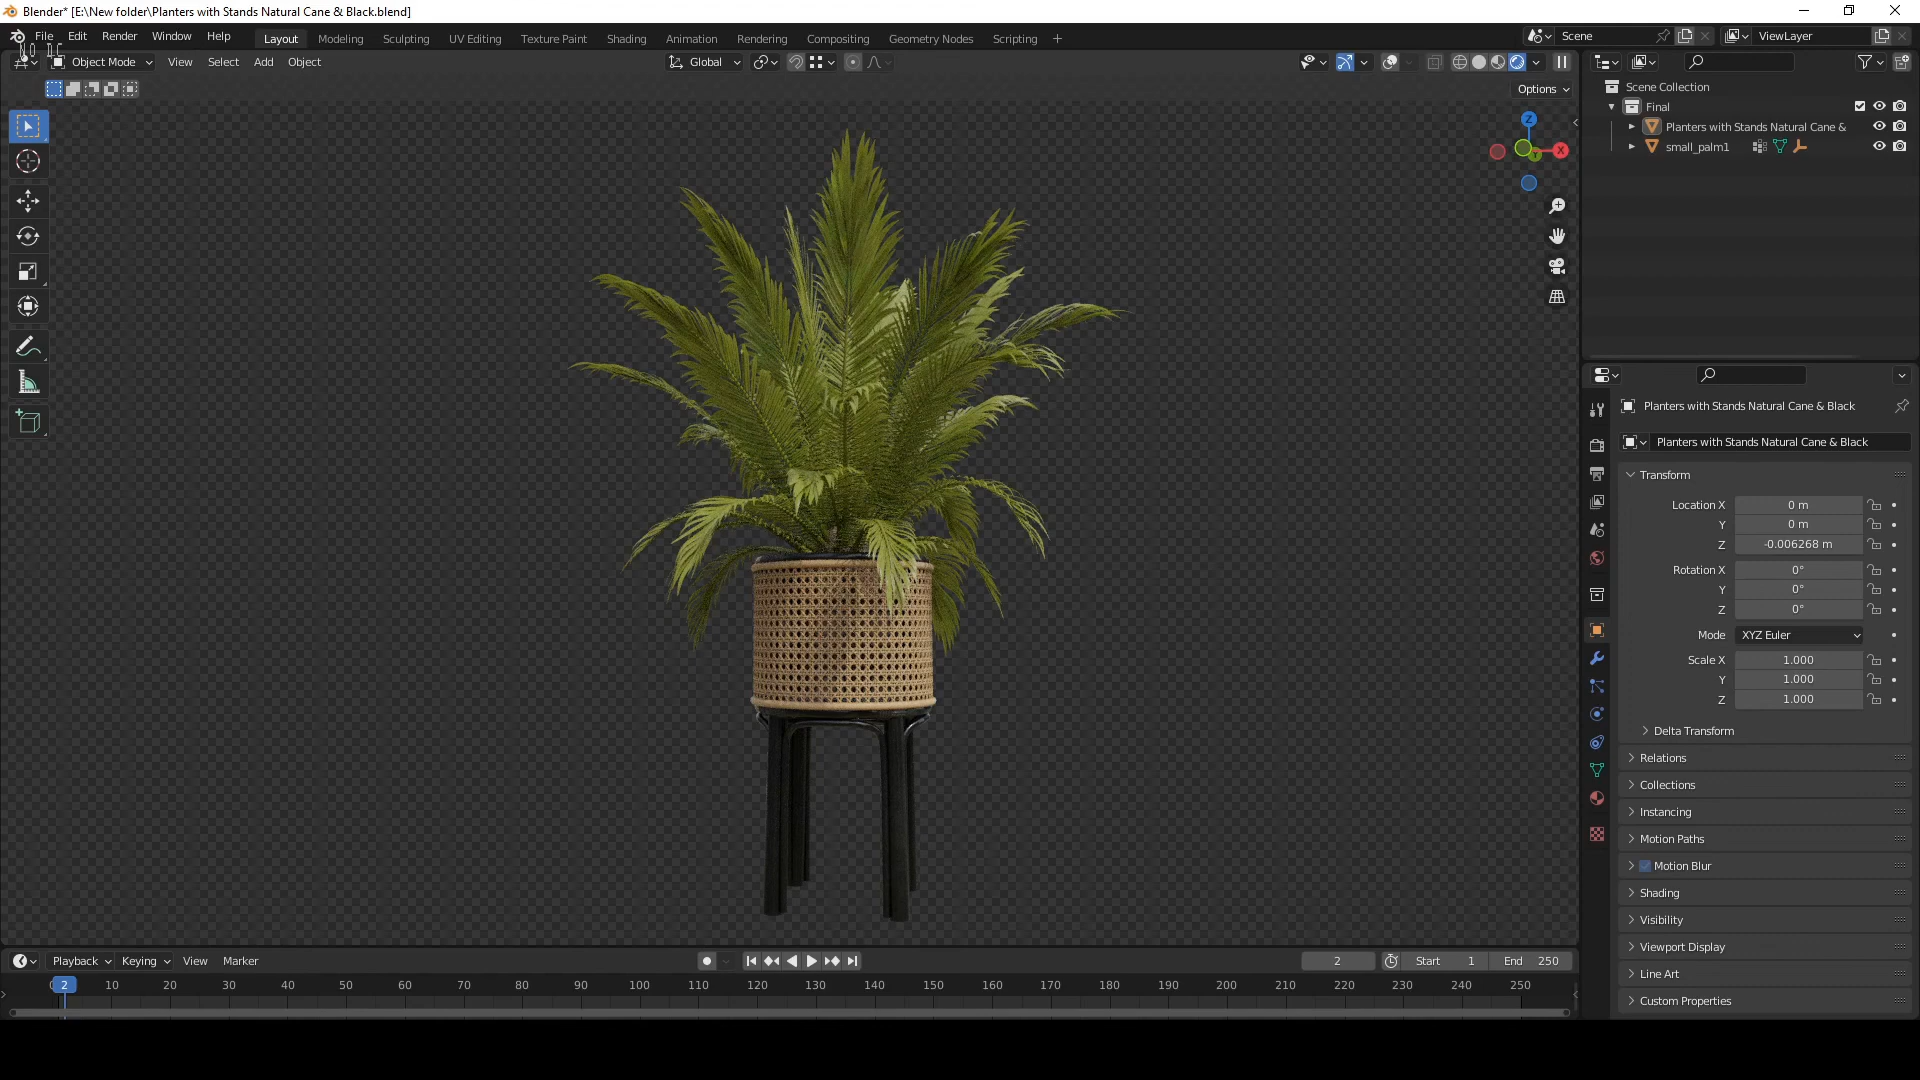 Blender* [E:\New folder\Planters with Stands Natural Cane & Black.blend]
File Edit Render Window Help Layout Modeling Sculpting UV Editing Texture Paint Shading Animation Rendering Compositing Geometry Nodes Scripting + Scene ViewLayer
Object Mode View Select Add Object Global
Options
Z
X
Y
Scene Collection
Final
Planters with Stands Natural Cane &
small_palm1
Planters with Stands Natural Cane & Black
Planters with Stands Natural Cane & Black
Transform
Location X 0 m
Y 0 m
Z -0.006268 m
Rotation X 0°
Y 0°
Z 0°
Mode XYZ Euler
Scale X 1.000
Y 1.000
Z 1.000
Delta Transform
Relations
Collections
Instancing
Motion Paths
Motion Blur
Shading
Visibility
Viewport Display
Line Art
Custom Properties
Playback Keying View Marker 2 Start 1 End 250
2 10 20 30 40 50 60 70 80 90 100 110 120 130 140 150 160 170 180 190 200 210 220 230 240 250